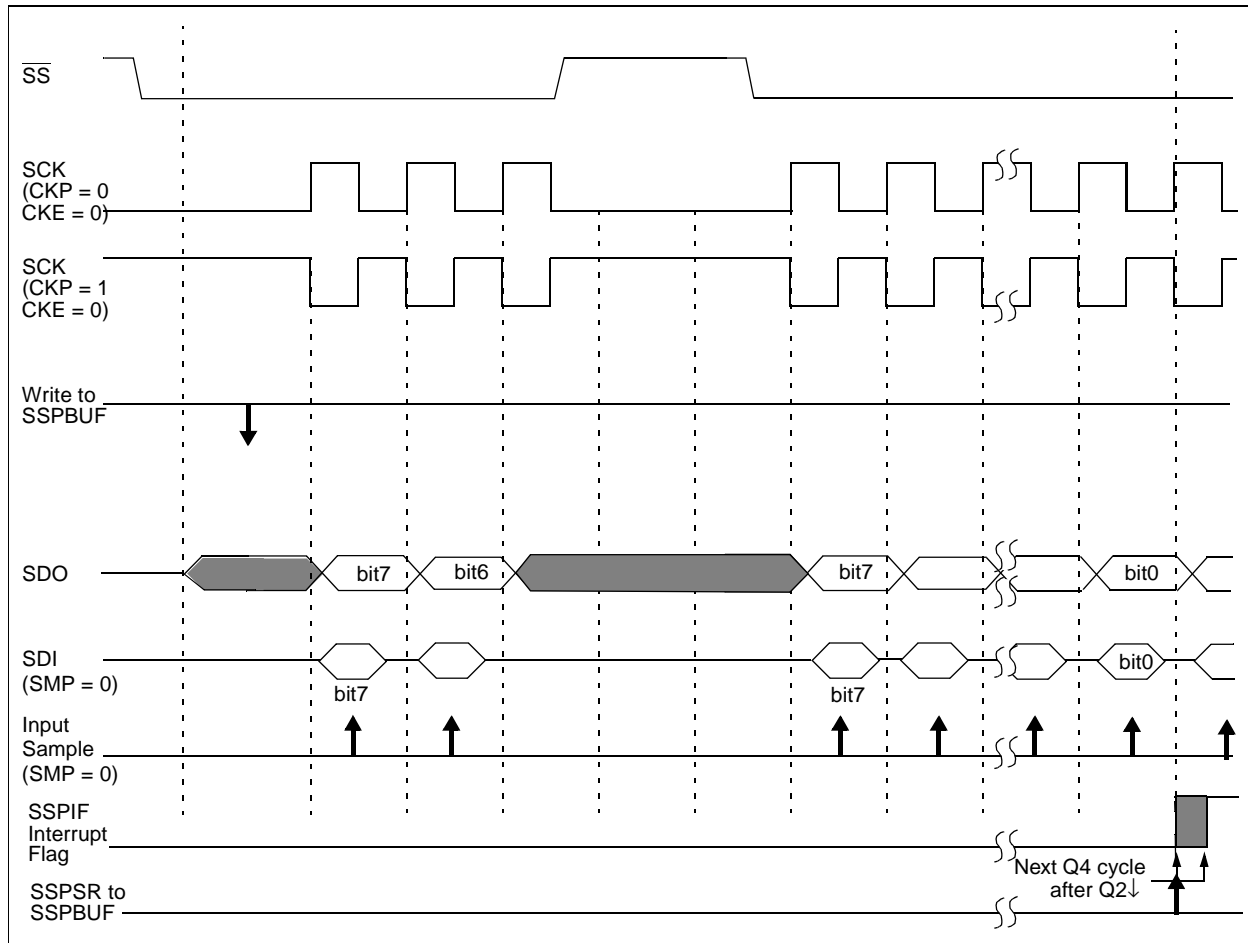 SS
SCK
(CKP = 0
CKE = 0)
SCK
(CKP = 1
CKE = 0)
Write to
SSPBUF
SDO
bit7
bit6
bit7
bit0
SDI
(SMP = 0)
bit7
bit7
bit0
Input
Sample
(SMP = 0)
SSPIF
Interrupt
Flag
Next Q4 cycle
after Q2↓
SSPSR to
SSPBUF